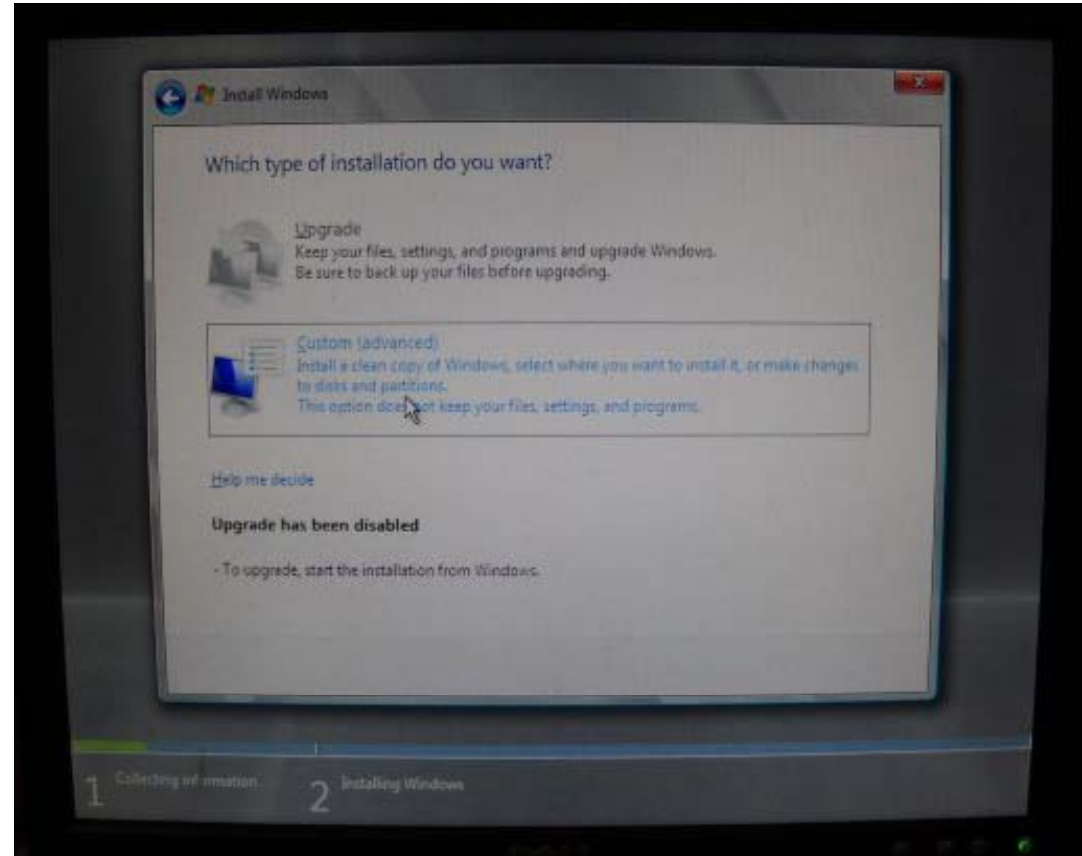 Install Windows
Which type of installation do you want?
Upgrade
Keep your files, settings, and programs and upgrade Windows.
Be sure to back up your files before upgrading.
Custom (advanced)
Install a clean copy of Windows, select where you want to install it, or make changes
to disks and partitions.
This option does not keep your files, settings, and programs.
Help me decide
Upgrade has been disabled
- To upgrade, start the installation from Windows.
1 Collecting information
2 Installing Windows